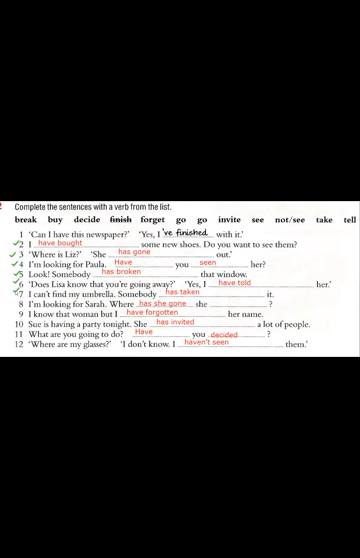 2
Complete the sentences with a verb from the list.
break buy decide finish forget go go invite see not/see take tell
1 'Can I have this newspaper?' 'Yes, I 've finished with it.'
✓2 I have bought some new shoes. Do you want to see them?
✓3 'Where is Liz?' 'She has gone out.'
✓4 I'm looking for Paula. Have you seen her?
✓5 Look! Somebody has broken that window.
✓6 'Does Lisa know that you're going away?' 'Yes, I have told her.'
✓7 I can't find my umbrella. Somebody has taken it.
8 I'm looking for Sarah. Where has she gone she ?
9 I know that woman but I have forgotten her name.
10 Sue is having a party tonight. She has invited a lot of people.
11 What are you going to do? Have you decided ?
12 'Where are my glasses?' 'I don't know. I haven't seen them.'